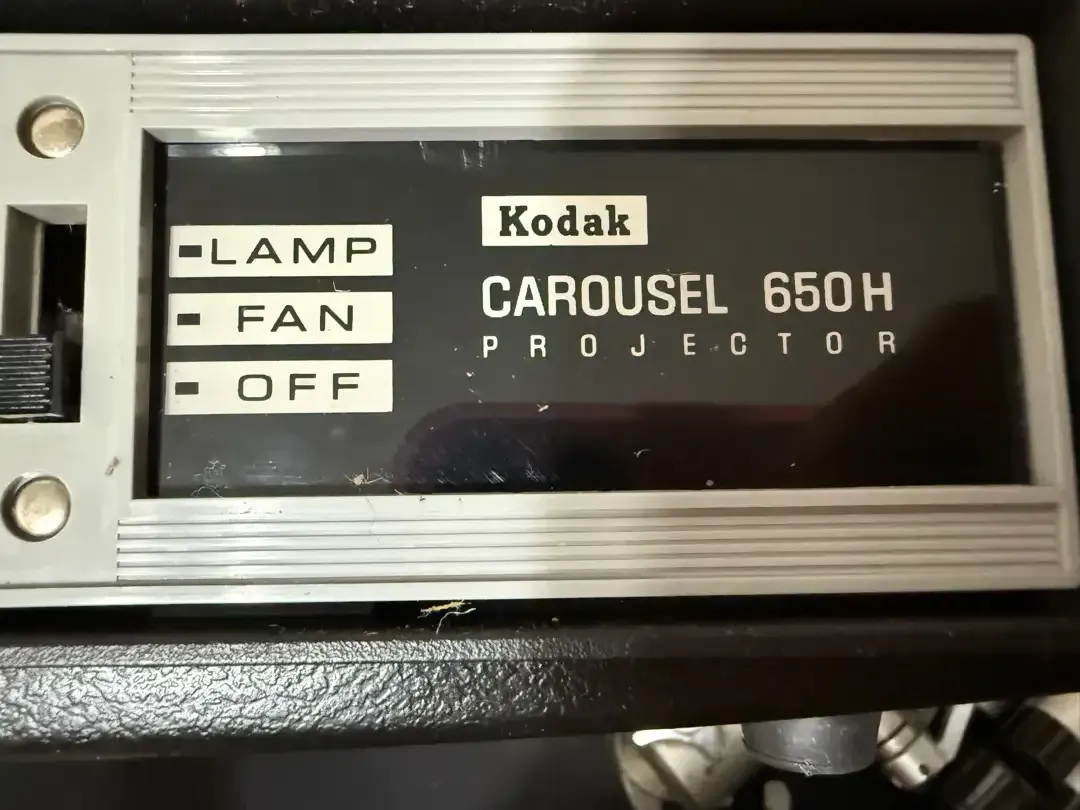 LAMP
FAN
OFF
Kodak
CAROUSEL 650H
PROJECTOR